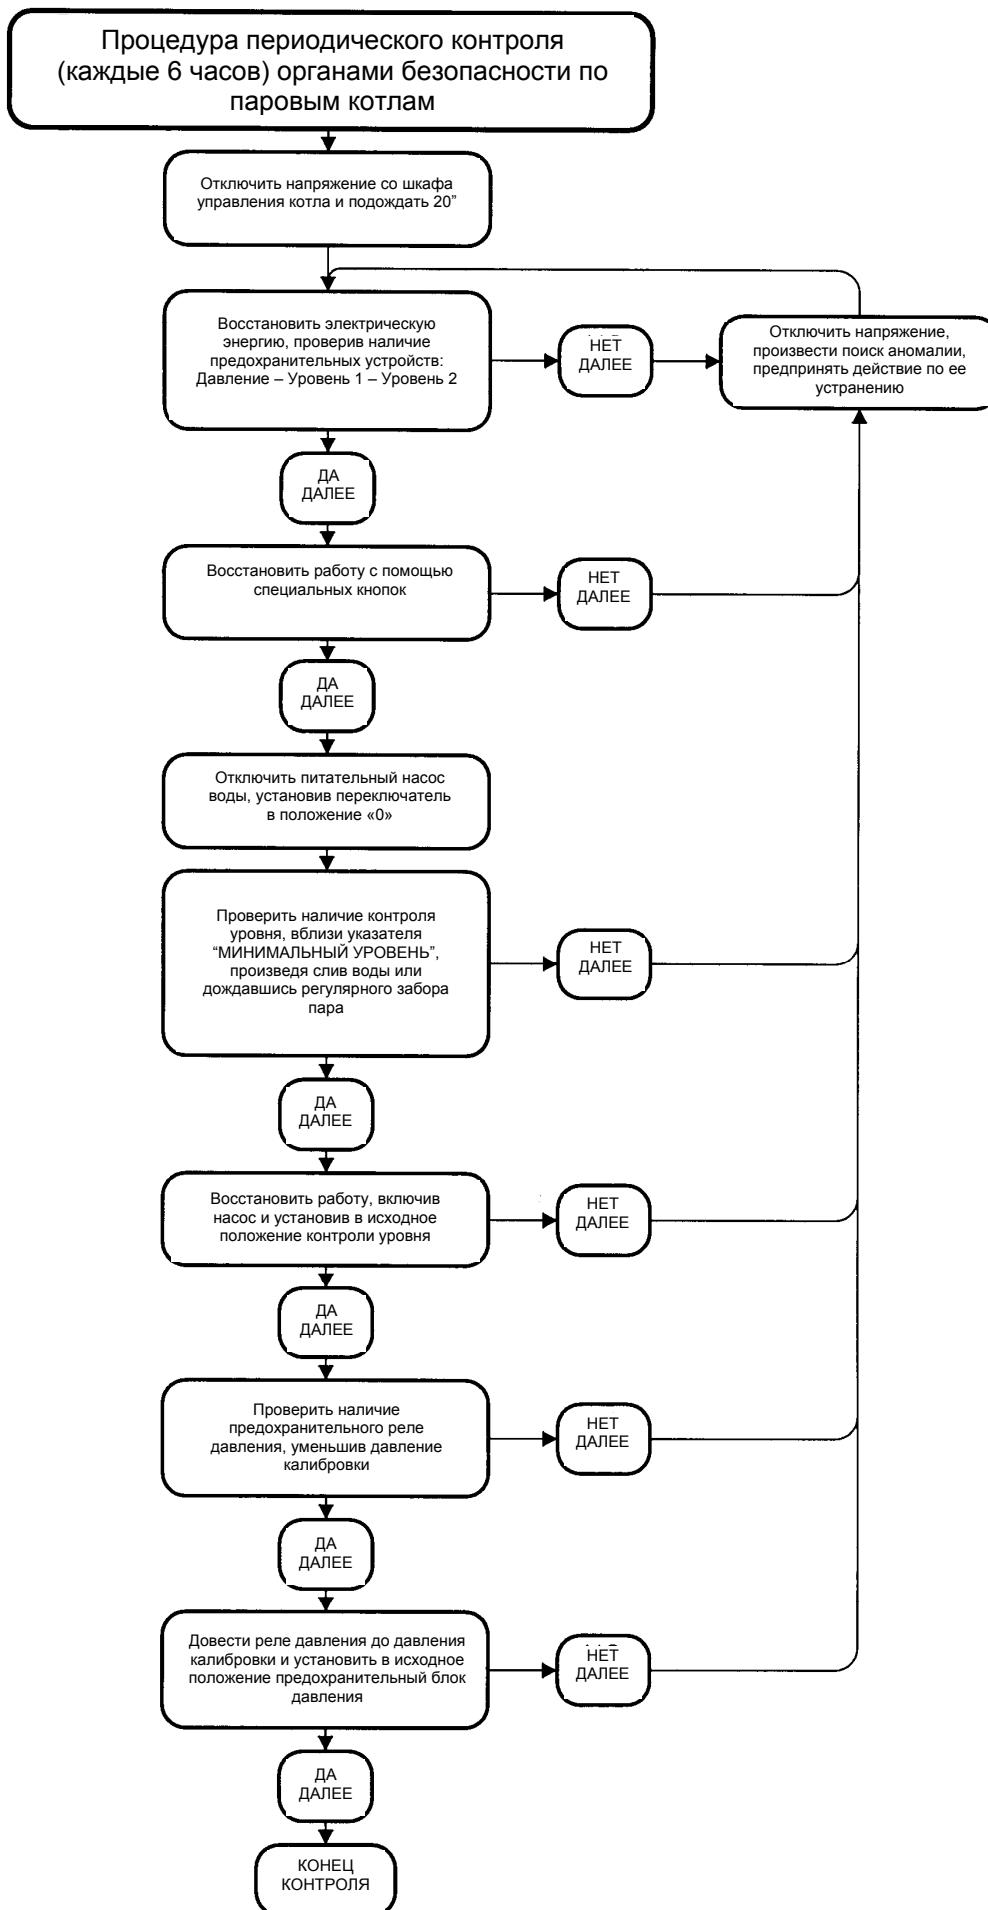 Процедура периодического контроля
(каждые 6 часов) органами безопасности по
паровым котлам
Отключить напряжение со шкафа
управления котла и подождать 20”
Восстановить электрическую
энергию, проверив наличие
предохранительных устройств:
Давление – Уровень 1 – Уровень 2
НЕТ
ДАЛЕЕ
Отключить напряжение,
произвести поиск аномалии,
предпринять действие по ее
устранению
ДА
ДАЛЕЕ
Восстановить работу с помощью
специальных кнопок
НЕТ
ДАЛЕЕ
ДА
ДАЛЕЕ
Отключить питательный насос
воды, установив переключатель
в положение «0»
Проверить наличие контроля
уровня, вблизи указателя
“МИНИМАЛЬНЫЙ УРОВЕНЬ”,
произведя слив воды или
дождавшись регулярного забора
пара
НЕТ
ДАЛЕЕ
ДА
ДАЛЕЕ
Восстановить работу, включив
насос и установив в исходное
положение контроли уровня
НЕТ
ДАЛЕЕ
ДА
ДАЛЕЕ
Проверить наличие
предохранительного реле
давления, уменьшив давление
калибровки
НЕТ
ДАЛЕЕ
ДА
ДАЛЕЕ
Довести реле давления до давления
калибровки и установить в исходное
положение предохранительный блок
давления
НЕТ
ДАЛЕЕ
ДА
ДАЛЕЕ
КОНЕЦ
КОНТРОЛЯ